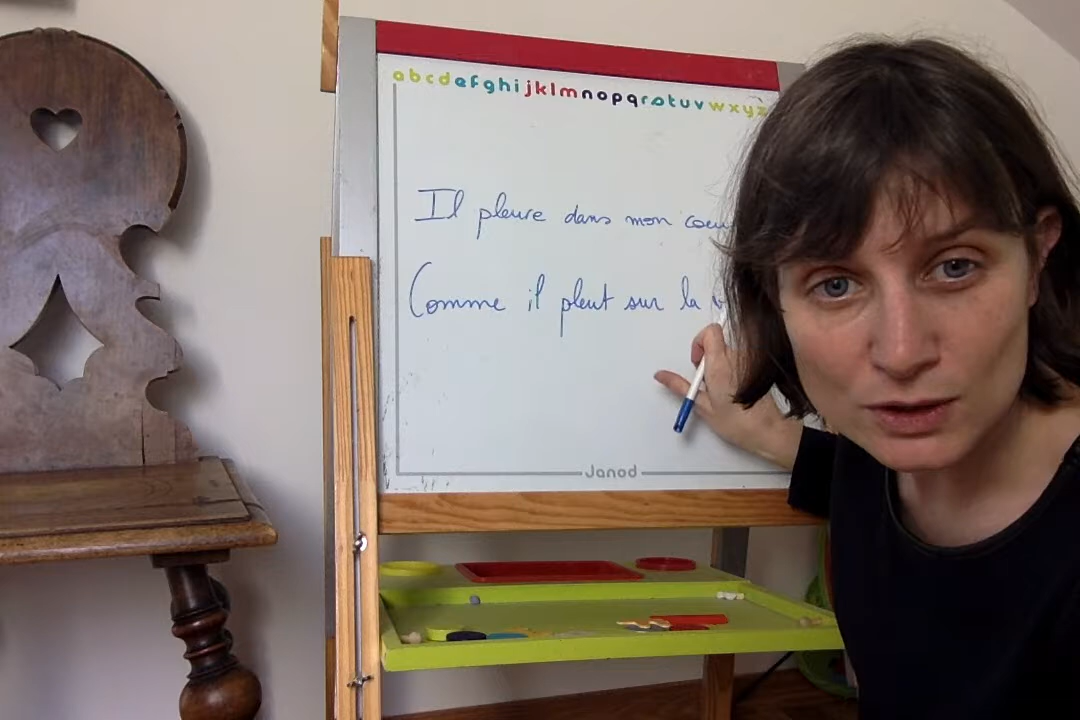 abcdefghijklmnopqrstuvwxyz
Il pleure dans mon
Comme il pleut sur la
Janod